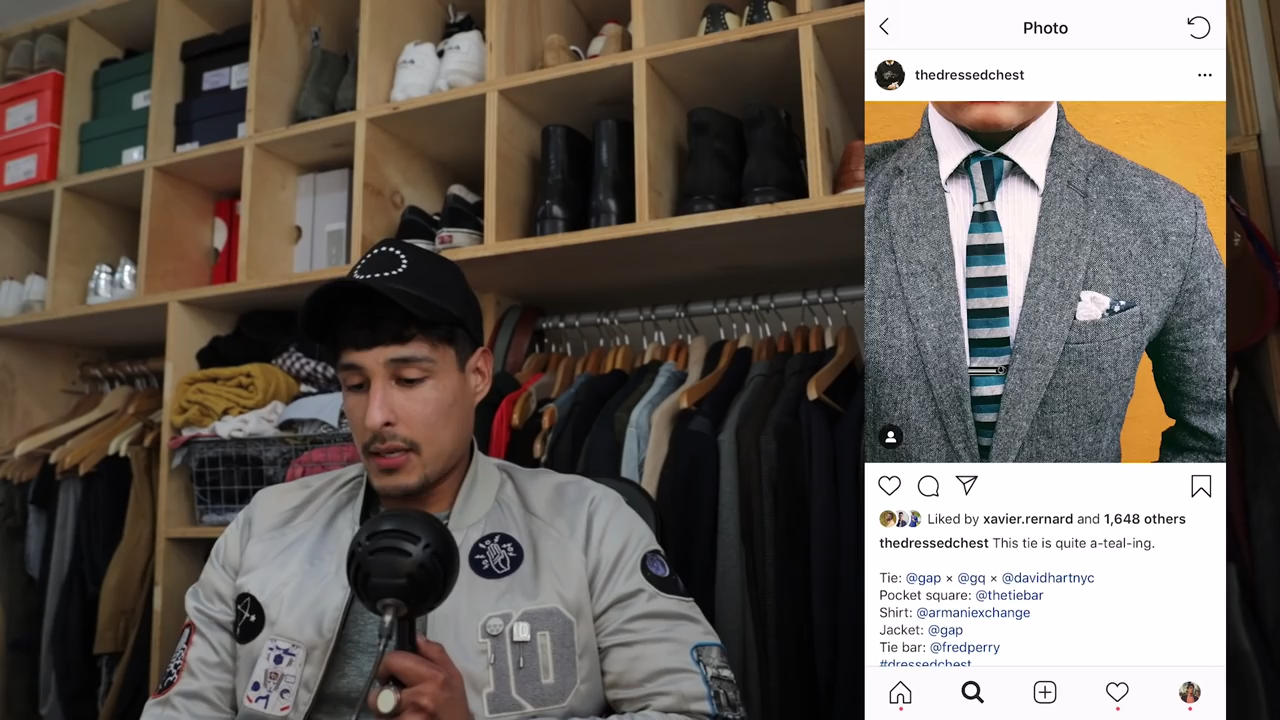 Photo
thedressedchest
Liked by xavier.rernard and 1,648 others
thedressedchest This tie is quite a-teal-ing.
Tie: @gap × @gq × @davidhartnyc
Pocket square: @thetiebar
Shirt: @armaniexchange
Jacket: @gap
Tie bar: @fredperry
#dressedchest
10